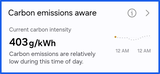 Carbon emissions aware
Current carbon intensity
403g/kWh
Carbon emissions are relatively
low during this time of day.
12 AM 12 AM